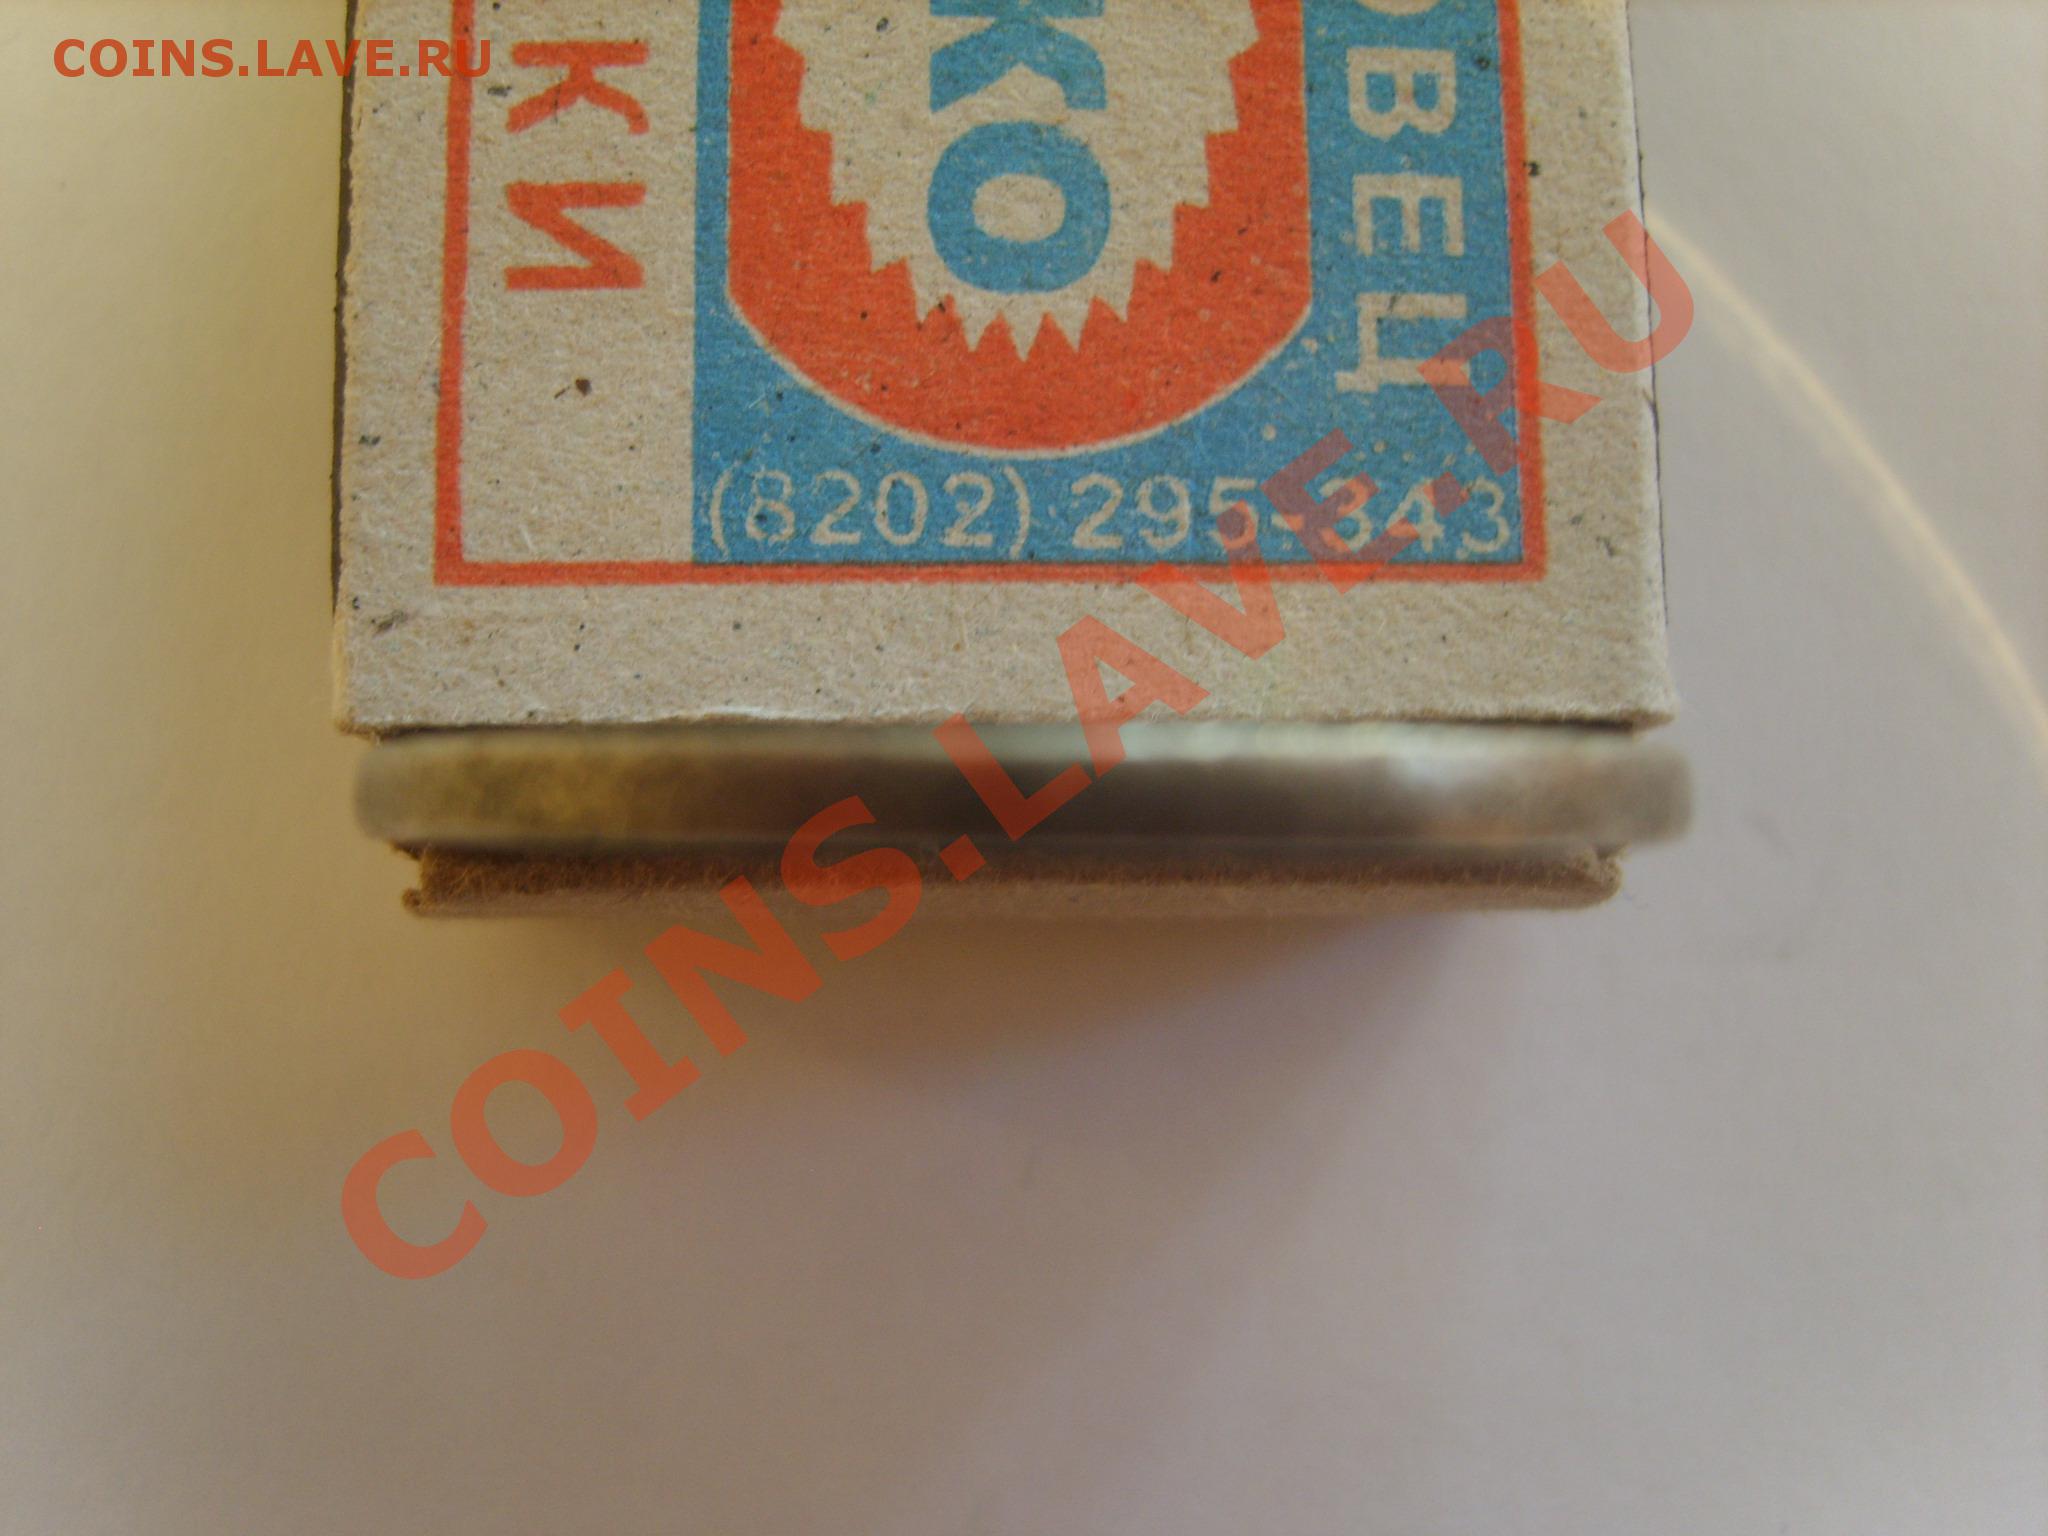 COINS.LAVE.RU
КИ
КО
ОВЕЦ
(8202) 295-343
COINS.LAVE.RU